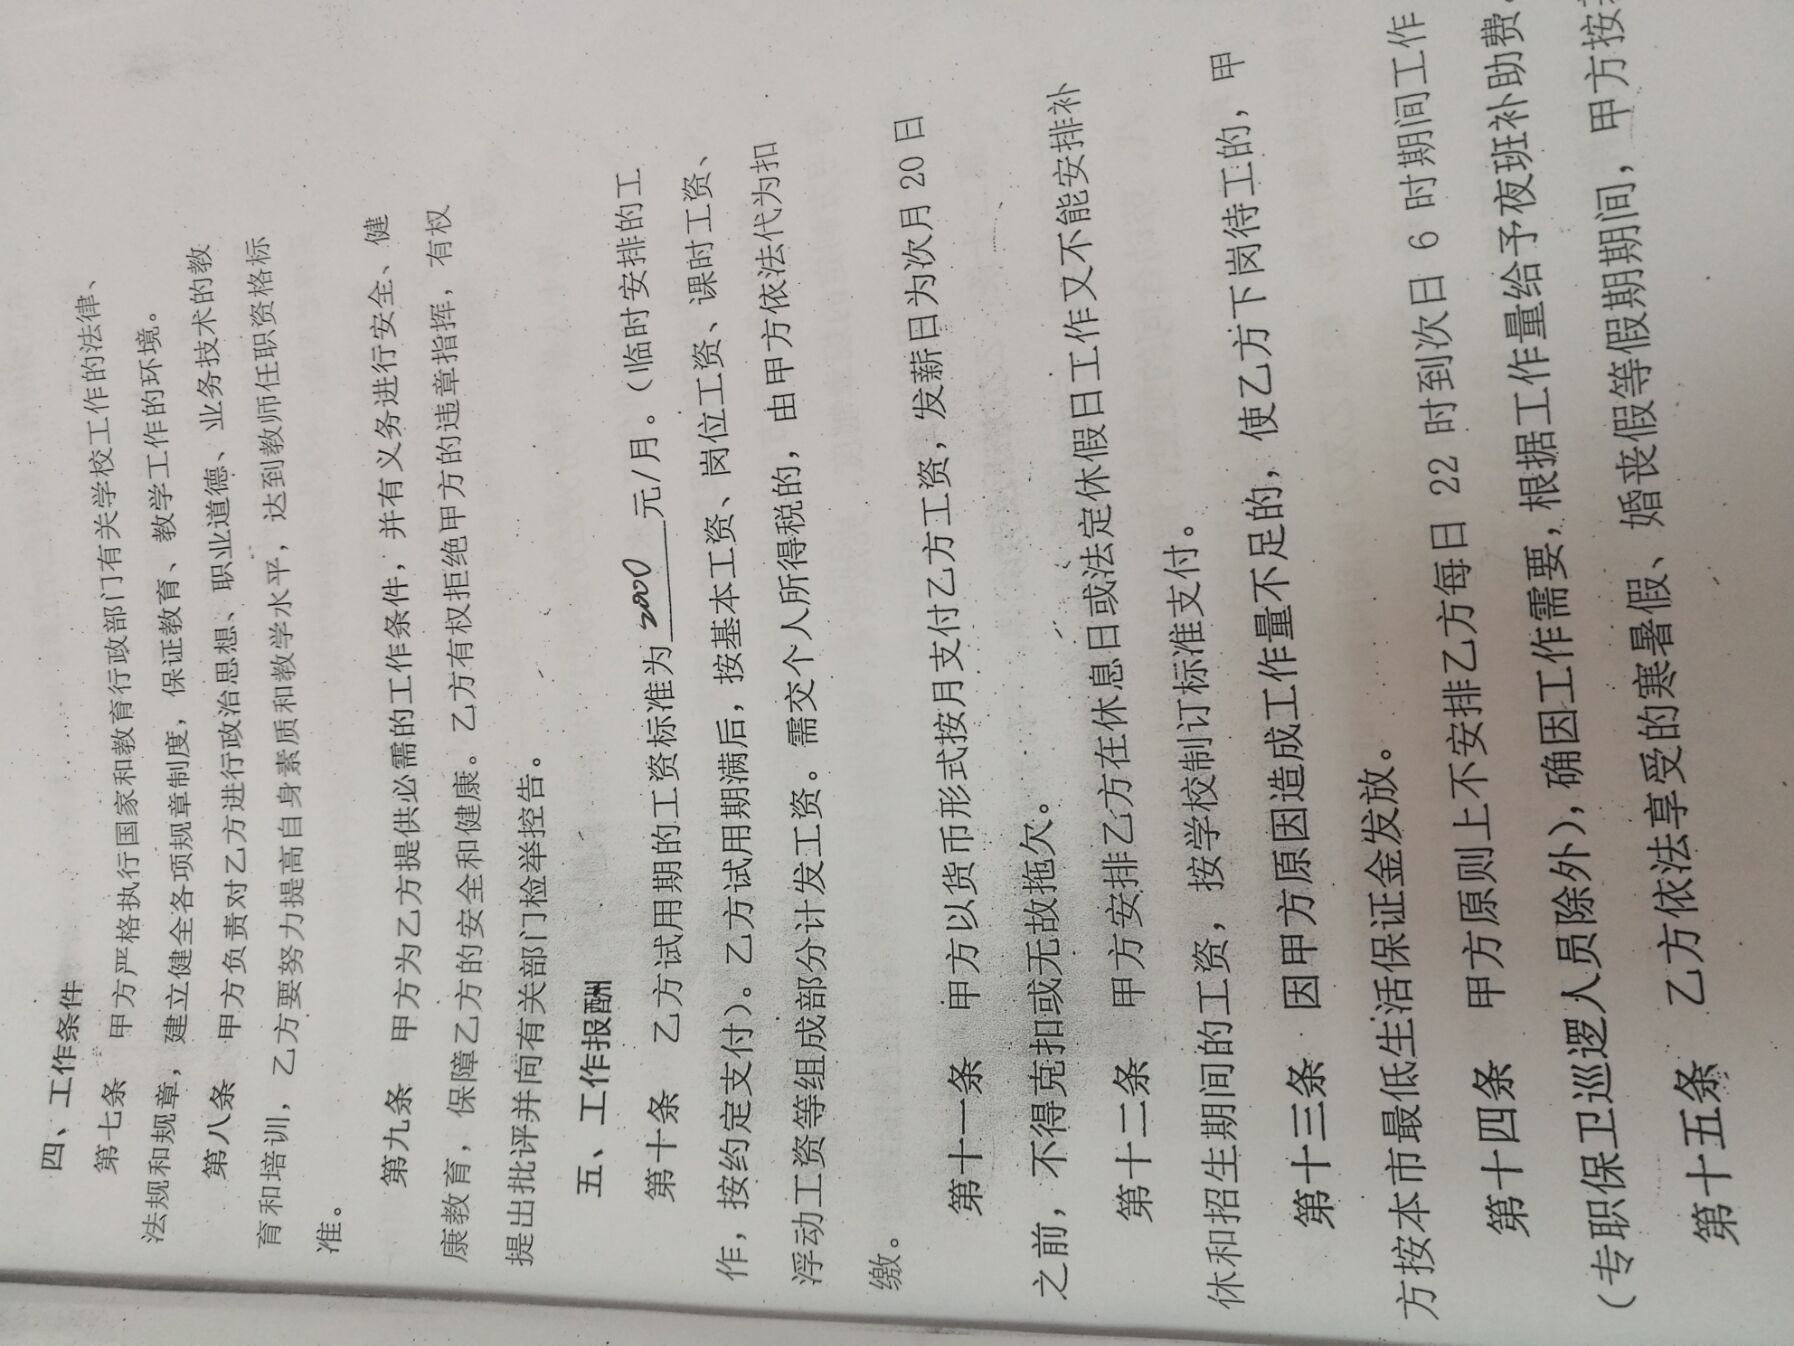 四、工作条件
第七条 甲方严格执行国家和教育行政部门有关学校工作的法律、
法规和规章，建立健全各项规章制度，保证教育、教学工作的环境。
第八条 甲方负责对乙方进行政治思想、职业道德、业务技术的教
育和培训，乙方要努力提高自身素质和教学水平，达到教师任职资格标
准。
第九条 甲方为乙方提供必需的工作条件，并有义务进行安全、健
康教育，保障乙方的安全和健康。乙方有权拒绝甲方的违章指挥，有权
提出批评并向有关部门检举控告。
五、工作报酬
第十条 乙方试用期的工资标准为2000元/月。（临时安排的工
作，按约定支付）。乙方试用期满后，按基本工资、岗位工资、课时工资、
浮动工资等组成部分计发工资。需交个人所得税的，由甲方依法代为扣
缴。
第十一条 甲方以货币形式按月支付乙方工资，发薪日为次月20日
之前，不得克扣或无故拖欠。
第十二条 甲方安排乙方在休息日或法定休假日工作又不能安排补
休和招生期间的工资，按学校制订标准支付。
第十三条 因甲方原因造成工作量不足的，使乙方下岗待工的，甲
方按本市最低生活保证金发放。
第十四条 甲方原则上不安排乙方每日22时到次日6时期间工作
（专职保卫巡逻人员除外），确因工作需要，根据工作量给予夜班补助费
第十五条 乙方依法享受的寒暑假、婚丧假等假期期间，甲方按